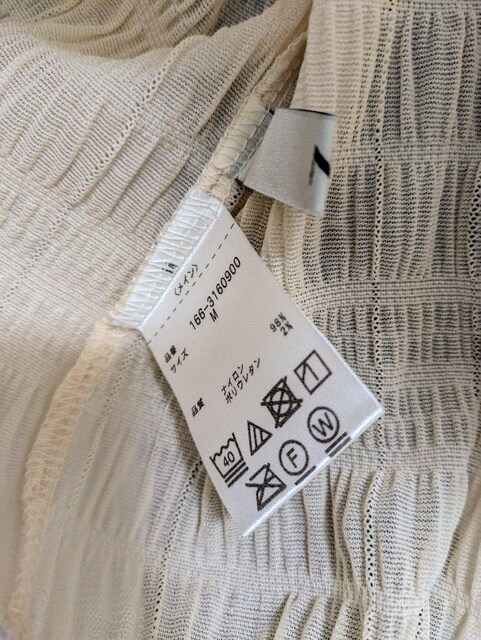 〈メイン〉
品番 166-3160900
サイズ M
品質 ナイロン 98%
ポリウレタン 2%
40
F W